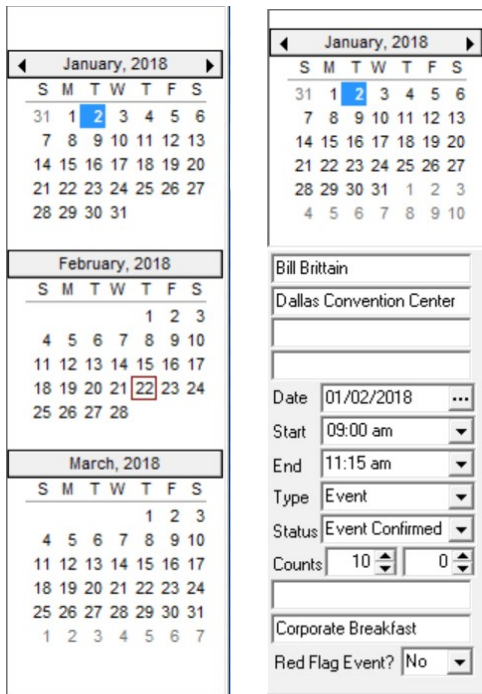 January, 2018
S M T W T F S
31 1 2 3 4 5 6
7 8 9 10 11 12 13
14 15 16 17 18 19 20
21 22 23 24 25 26 27
28 29 30 31
February, 2018
S M T W T F S
1 2 3
4 5 6 7 8 9 10
11 12 13 14 15 16 17
18 19 20 21 22 23 24
25 26 27 28
March, 2018
S M T W T F S
1 2 3
4 5 6 7 8 9 10
11 12 13 14 15 16 17
18 19 20 21 22 23 24
25 26 27 28 29 30 31
1 2 3 4 5 6 7
January, 2018
S M T W T F S
31 1 2 3 4 5 6
7 8 9 10 11 12 13
14 15 16 17 18 19 20
21 22 23 24 25 26 27
28 29 30 31 1 2 3
4 5 6 7 8 9 10
Bill Brittain
Dallas Convention Center
Date 01/02/2018 ...
Start 09:00 am
End 11:15 am
Type Event
Status Event Confirmed
Counts 10 0
Corporate Breakfast
Red Flag Event? No